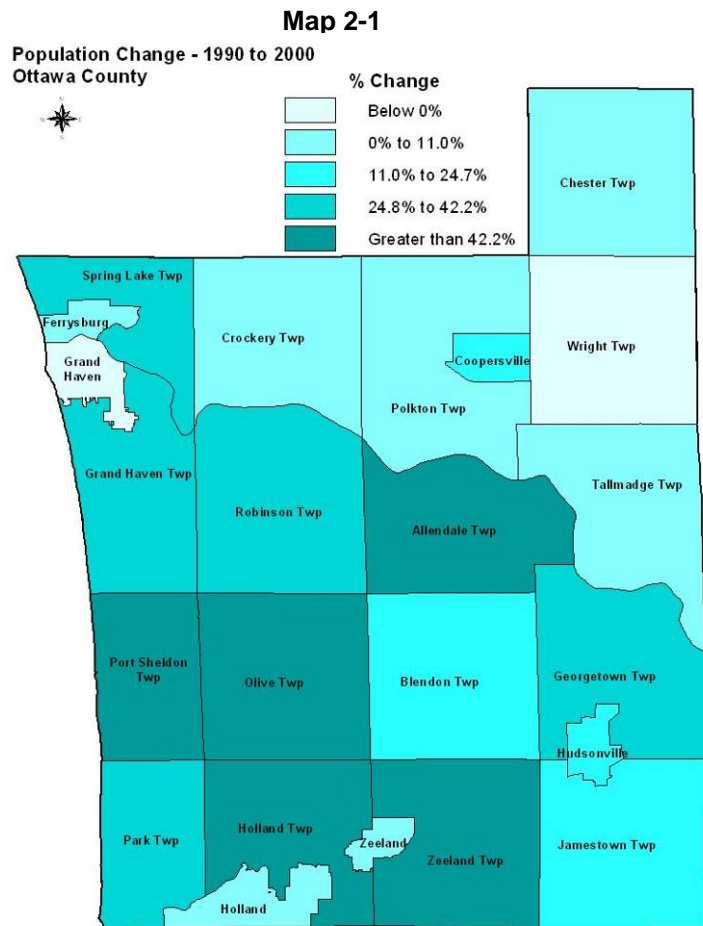 Map 2-1
Population Change - 1990 to 2000
Ottawa County
% Change
Below 0%
0% to 11.0%
11.0% to 24.7%
24.8% to 42.2%
Greater than 42.2%
Chester Twp
Spring Lake Twp
Ferrysburg
Grand
Haven
Crockery Twp
Coopersville
Wright Twp
Polkton Twp
Grand Haven Twp
Robinson Twp
Allendale Twp
Tallmadge Twp
Port Sheldon
Twp
Olive Twp
Blendon Twp
Georgetown Twp
Hudsonville
Park Twp
Holland Twp
Zeeland
Zeeland Twp
Jamestown Twp
Holland